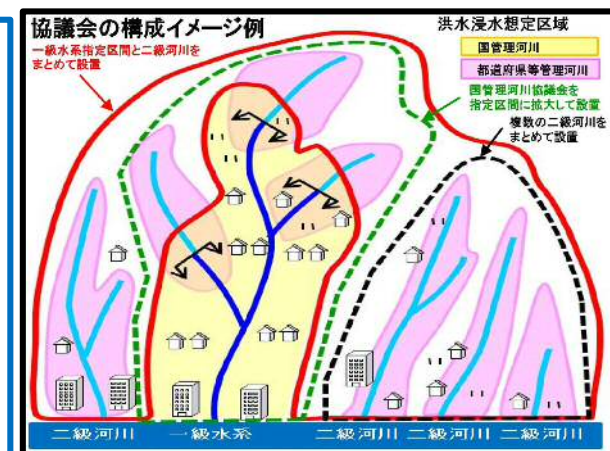 協議会の構成イメージ例
一級水系指定区間と二級河川を
まとめて設置
洪水浸水想定区域
国管理河川
都道府県等管理河川
国管理河川協議会を
指定区間に拡大して設置
複数の二級河川を
まとめて設置
二級河川
一級水系
二級河川
二級河川
二級河川